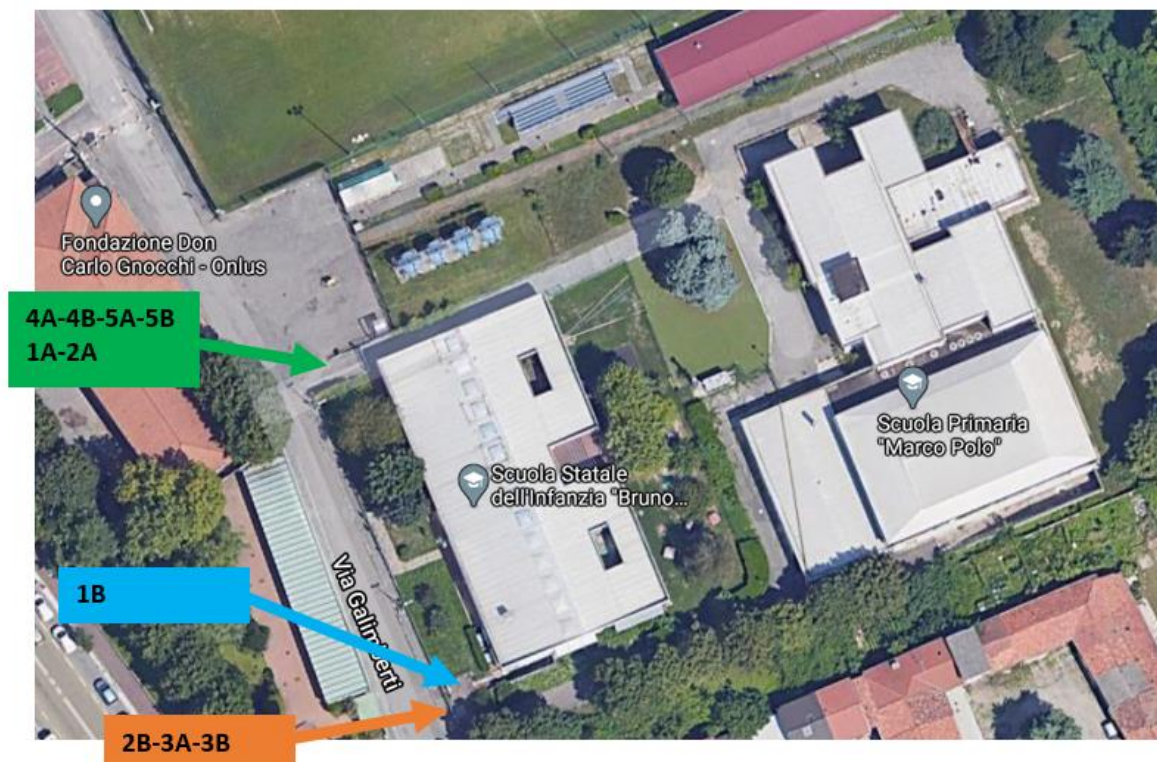 Fondazione Don
Carlo Gnocchi - Onlus
4A-4B-5A-5B
1A-2A
Scuola Primaria
"Marco Polo"
Scuola Statale
dell'Infanzia "Bruno...
1B
Via Galimberti
2B-3A-3B